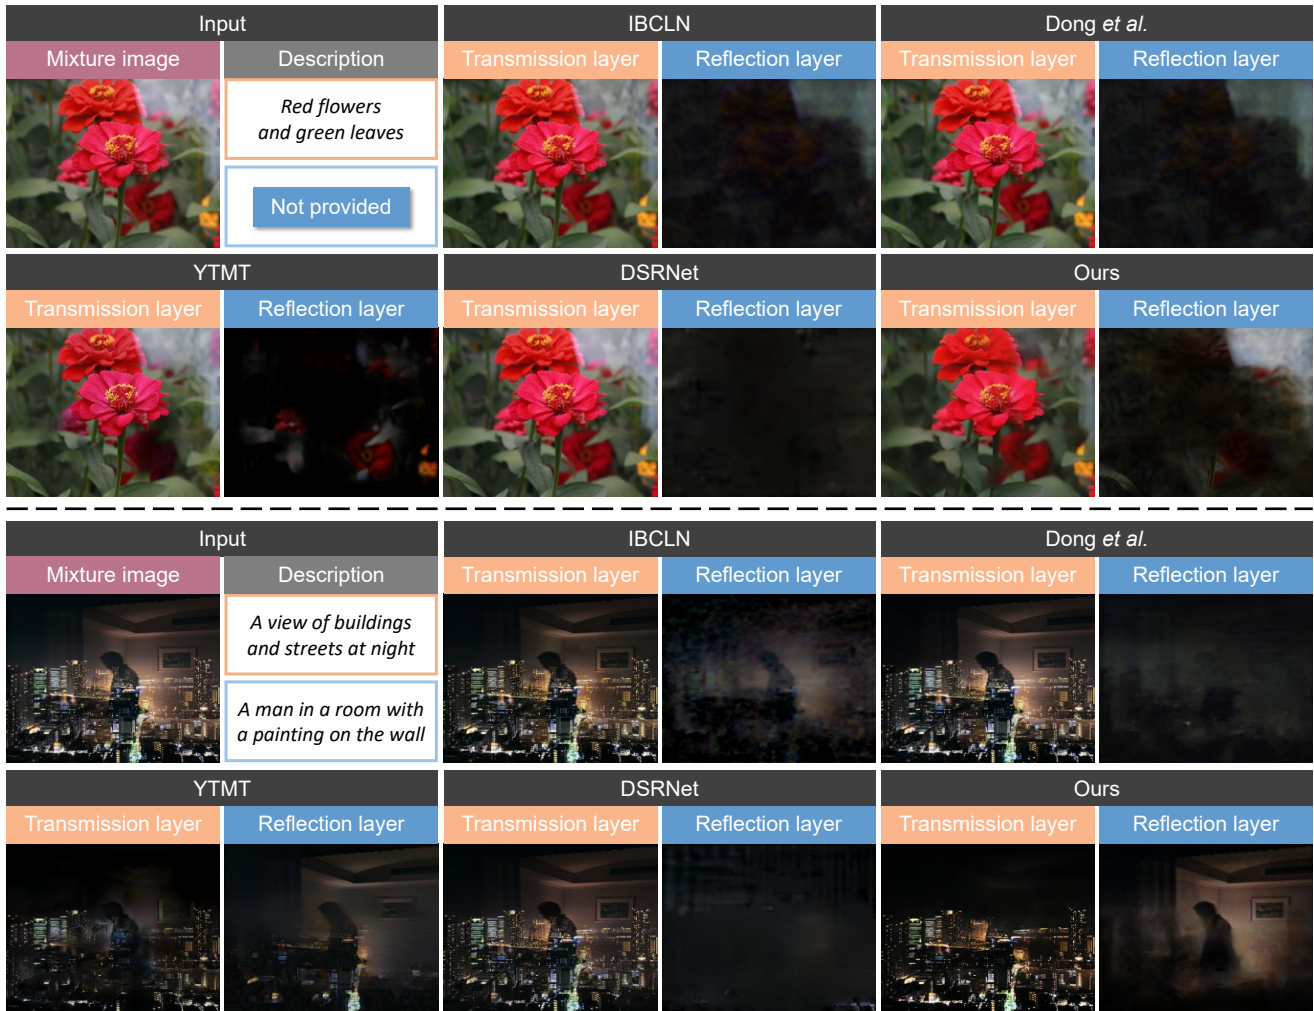 Input
IBCLN
Dong et al.
Mixture image
Description
Transmission layer
Reflection layer
Transmission layer
Reflection layer
Red flowers
and green leaves
Not provided
YTMT
DSRNet
Ours
Transmission layer
Reflection layer
Transmission layer
Reflection layer
Transmission layer
Reflection layer
Input
IBCLN
Dong et al.
Mixture image
Description
Transmission layer
Reflection layer
Transmission layer
Reflection layer
A view of buildings
and streets at night
A man in a room with
a painting on the wall
YTMT
DSRNet
Ours
Transmission layer
Reflection layer
Transmission layer
Reflection layer
Transmission layer
Reflection layer